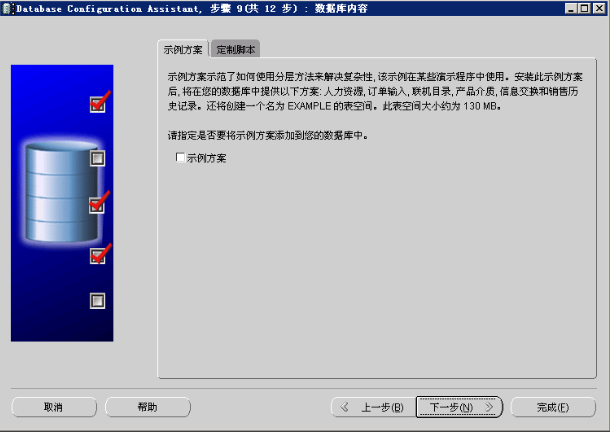 Database Configuration Assistant, 步骤 9(共 12 步) : 数据库内容
示例方案 定制脚本
示例方案示范了如何使用分层方法来解决复杂性, 该示例在某些演示程序中使用。安装此示例方案
后, 将在您的数据库中提供以下方案: 人力资源, 订单输入, 联机目录, 产品介质, 信息交换和销售历
史记录。还将创建一个名为 EXAMPLE 的表空间。此表空间大小约为 130 MB。
请指定是否要将示例方案添加到您的数据库中。
示例方案
取消 帮助 上一步(B) 下一步(N) 完成(F)